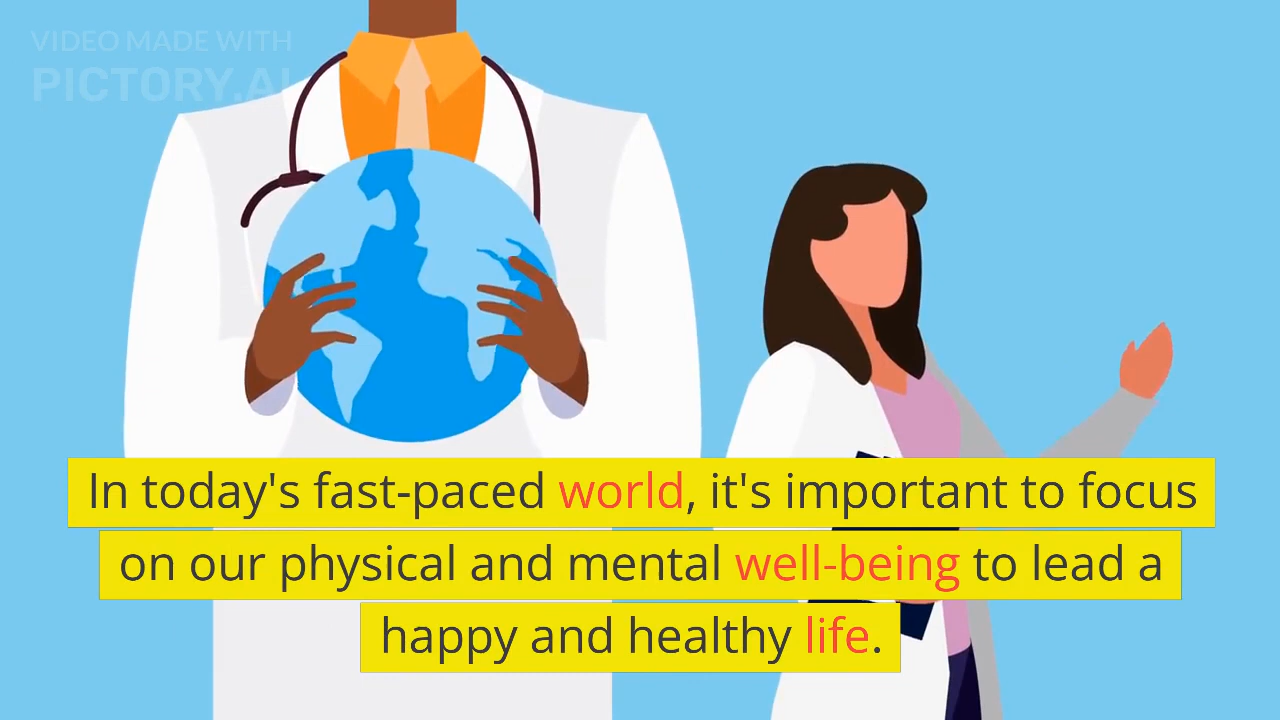 VIDEO MADE WITH
PICTORY.AI
In today's fast-paced world, it's important to focus
on our physical and mental well-being to lead a
happy and healthy life.